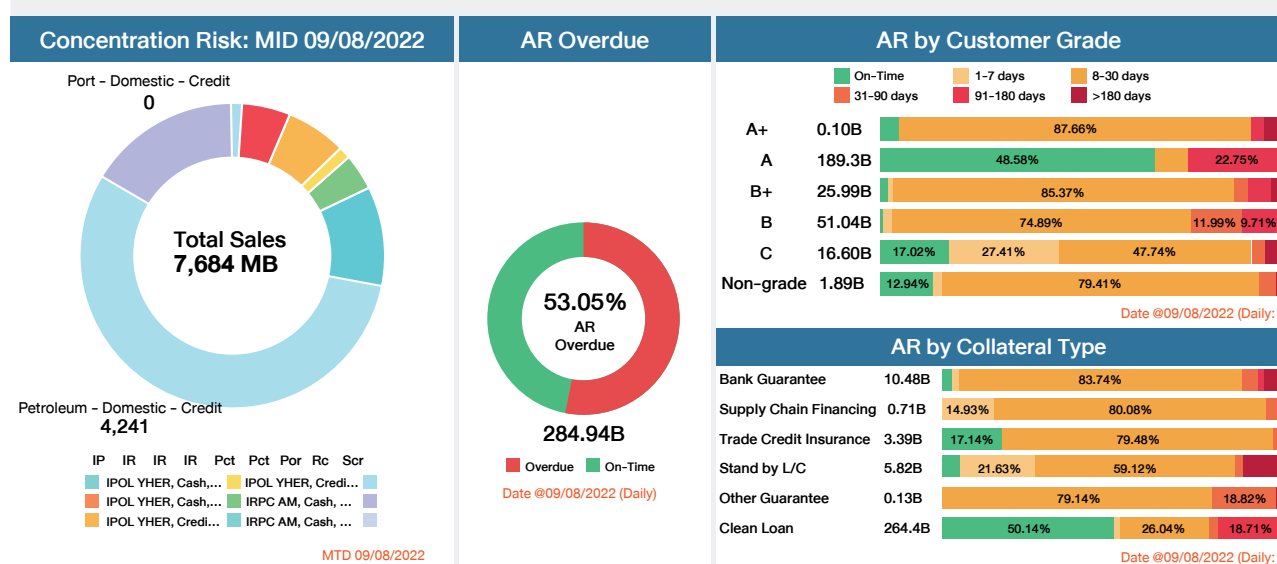 Concentration Risk: MID 09/08/2022
Port - Domestic - Credit
0
Total Sales
7,684 MB
Petroleum - Domestic - Credit
4,241
IP IR IR IR Pct Pct Por Rc Scr
IPOL YHER, Cash,... IPOL YHER, Credi...
IPOL YHER, Cash,... IRPC AM, Cash, ...
IPOL YHER, Credi... IRPC AM, Cash, ...
MTD 09/08/2022
AR Overdue
53.05%
AR
Overdue
284.94B
Overdue On-Time
Date @09/08/2022 (Daily)
AR by Customer Grade
On-Time 1-7 days 8-30 days
31-90 days 91-180 days >180 days
A+ 0.10B 87.66%
A 189.3B 48.58% 22.75%
B+ 25.99B 85.37%
B 51.04B 74.89% 11.99% 9.71%
C 16.60B 17.02% 27.41% 47.74%
Non-grade 1.89B 12.94% 79.41%
Date @09/08/2022 (Daily:
AR by Collateral Type
Bank Guarantee 10.48B 83.74%
Supply Chain Financing 0.71B 14.93% 80.08%
Trade Credit Insurance 3.39B 17.14% 79.48%
Stand by L/C 5.82B 21.63% 59.12%
Other Guarantee 0.13B 79.14% 18.82%
Clean Loan 264.4B 50.14% 26.04% 18.71%
Date @09/08/2022 (Daily: